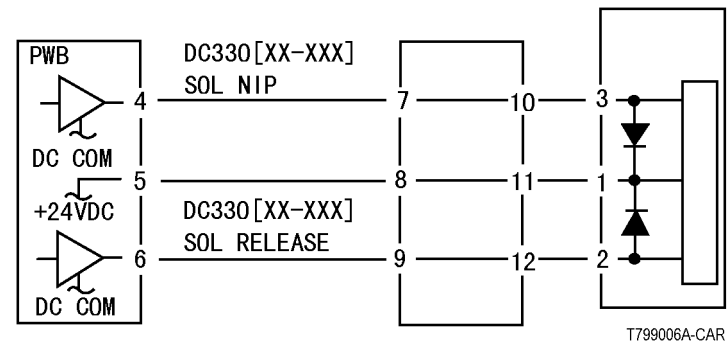 PWB
DC330[XX-XXX]
SOL NIP
4
7
10
3
DC COM
5
8
11
1
+24VDC
DC330[XX-XXX]
SOL RELEASE
6
9
12
2
DC COM
T799006A-CAR